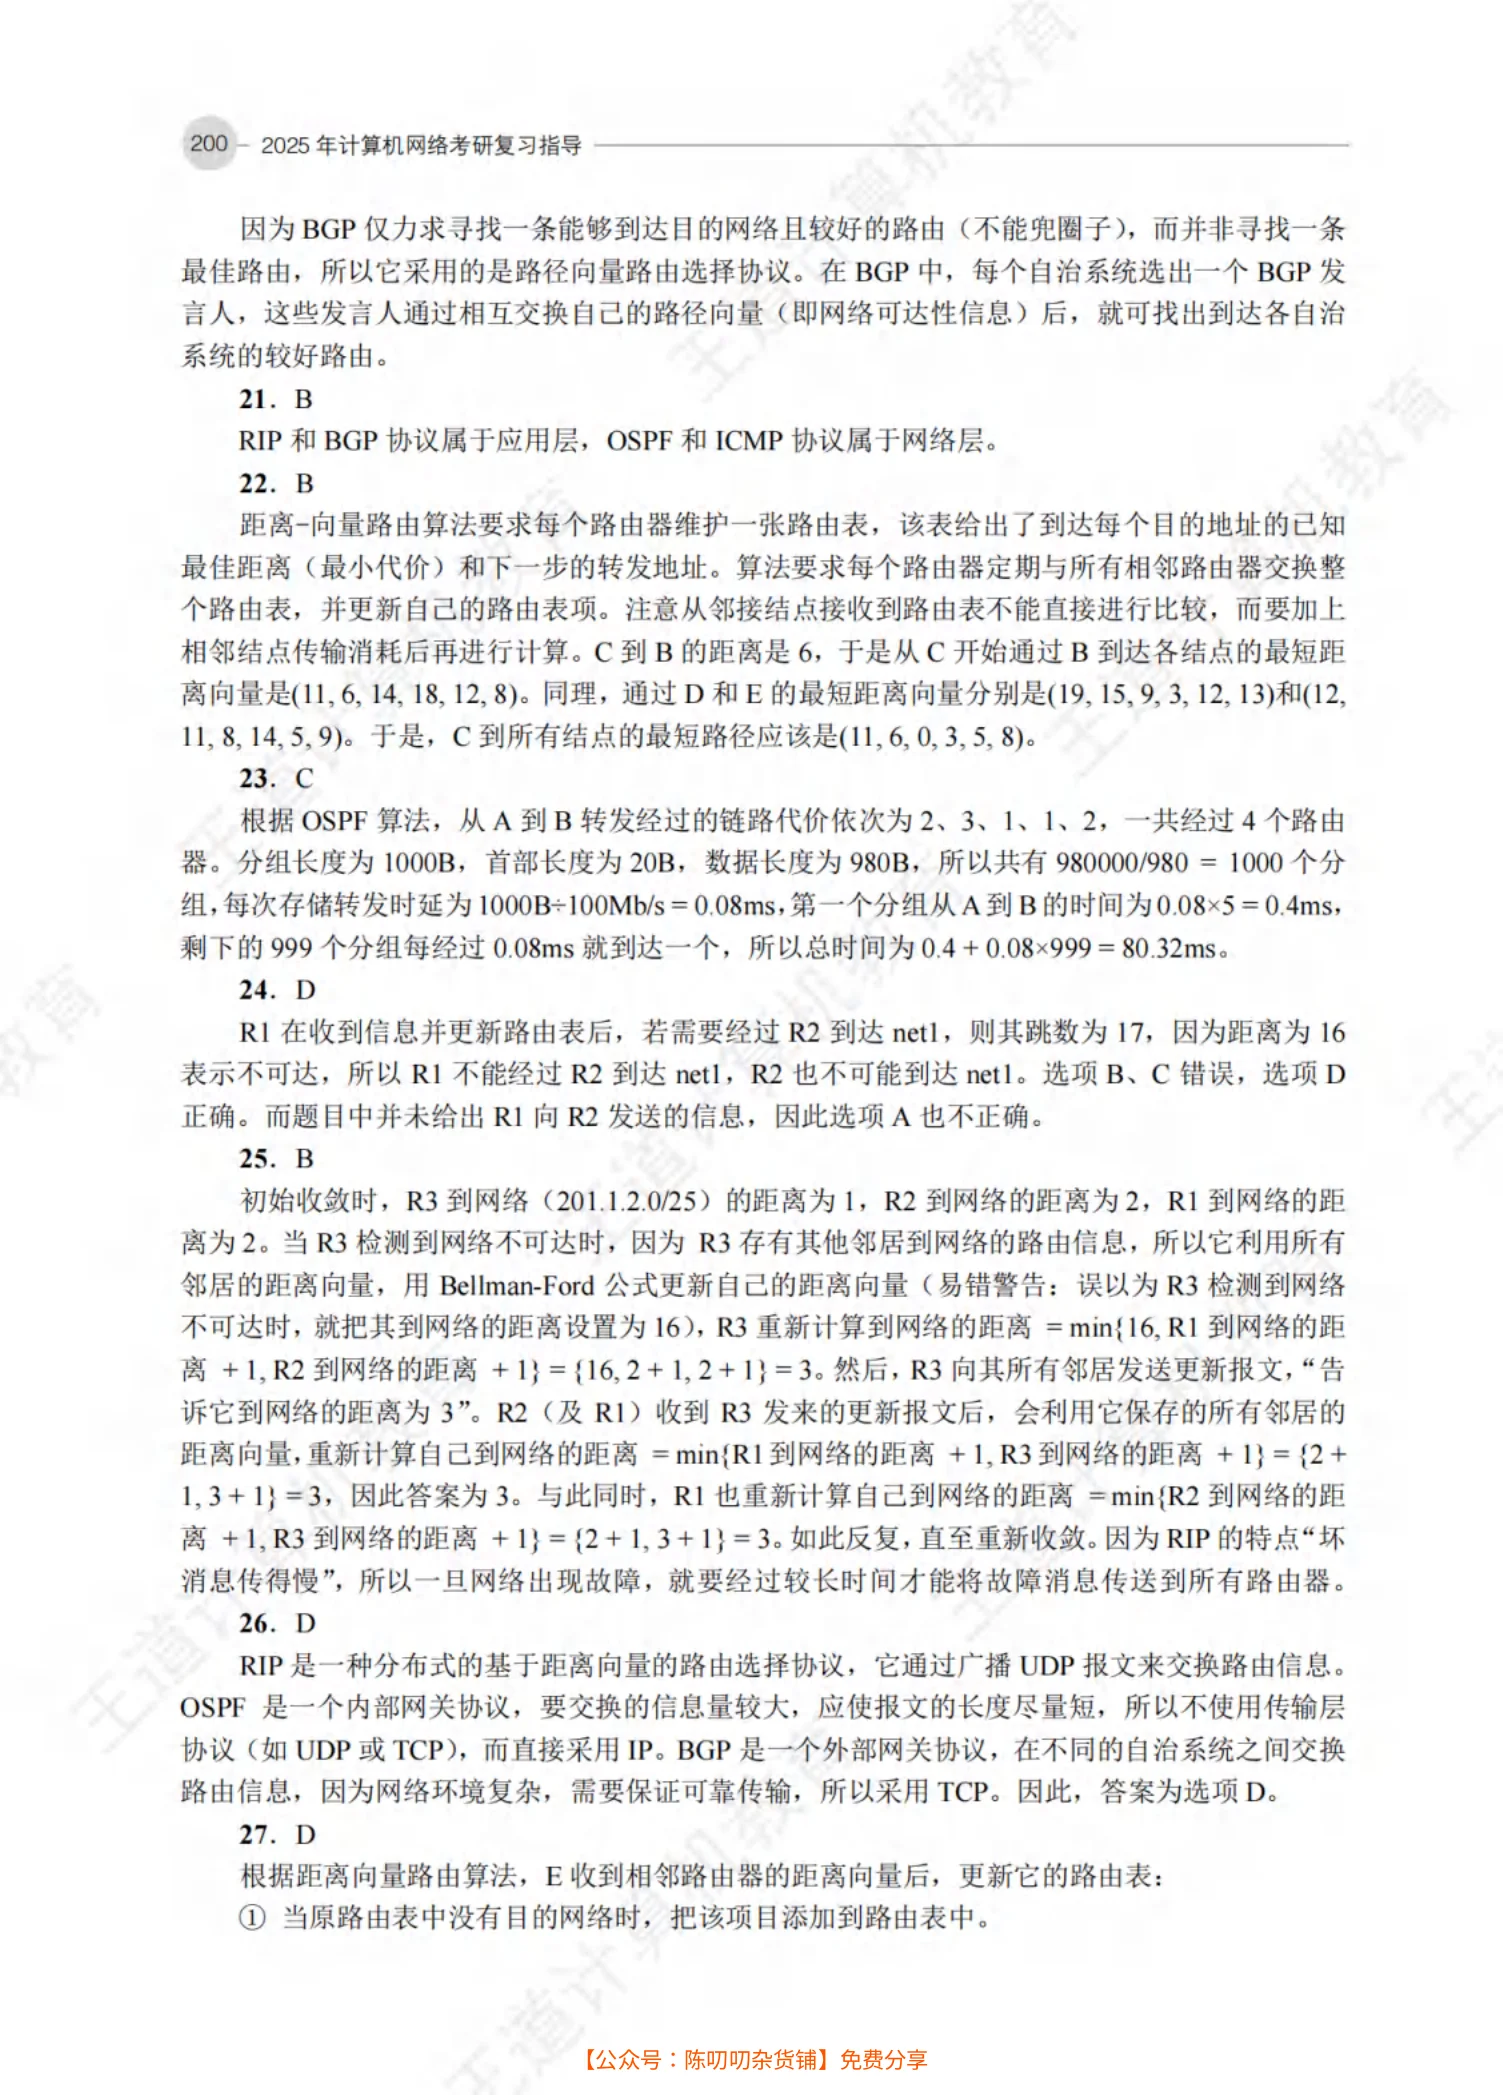 200 2025 年计算机网络考研复习指导
因为 BGP 仅力求寻找一条能够到达目的网络且较好的路由（不能兜圈子），而并非寻找一条
最佳路由，所以它采用的是路径向量路由选择协议。在 BGP 中，每个自治系统选出一个 BGP 发
言人，这些发言人通过相互交换自己的路径向量（即网络可达性信息）后，就可找出到达各自治
系统的较好路由。
21．B
RIP 和 BGP 协议属于应用层，OSPF 和 ICMP 协议属于网络层。
22．B
距离-向量路由算法要求每个路由器维护一张路由表，该表给出了到达每个目的地址的已知
最佳距离（最小代价）和下一步的转发地址。算法要求每个路由器定期与所有相邻路由器交换整
个路由表，并更新自己的路由表项。注意从邻接结点接收到路由表不能直接进行比较，而要加上
相邻结点传输消耗后再进行计算。C 到 B 的距离是 6，于是从 C 开始通过 B 到达各结点的最短距
离向量是(11, 6, 14, 18, 12, 8)。同理，通过 D 和 E 的最短距离向量分别是(19, 15, 9, 3, 12, 13)和(12,
11, 8, 14, 5, 9)。于是，C 到所有结点的最短路径应该是(11, 6, 0, 3, 5, 8)。
23．C
根据 OSPF 算法，从 A 到 B 转发经过的链路代价依次为 2、3、1、1、2，一共经过 4 个路由
器。分组长度为 1000B，首部长度为 20B，数据长度为 980B，所以共有 980000/980 = 1000 个分
组，每次存储转发时延为 1000B÷100Mb/s = 0.08ms，第一个分组从 A 到 B 的时间为 0.08×5 = 0.4ms，
剩下的 999 个分组每经过 0.08ms 就到达一个，所以总时间为 0.4 + 0.08×999 = 80.32ms。
24．D
R1 在收到信息并更新路由表后，若需要经过 R2 到达 net1，则其跳数为 17，因为距离为 16
表示不可达，所以 R1 不能经过 R2 到达 net1，R2 也不可能到达 net1。选项 B、C 错误，选项 D
正确。而题目中并未给出 R1 向 R2 发送的信息，因此选项 A 也不正确。
25．B
初始收敛时，R3 到网络（201.1.2.0/25）的距离为 1，R2 到网络的距离为 2，R1 到网络的距
离为 2。当 R3 检测到网络不可达时，因为 R3 存有其他邻居到网络的路由信息，所以它利用所有
邻居的距离向量，用 Bellman-Ford 公式更新自己的距离向量（易错警告：误以为 R3 检测到网络
不可达时，就把其到网络的距离设置为 16），R3 重新计算到网络的距离 = min{16, R1 到网络的距
离 + 1, R2 到网络的距离 + 1} = {16, 2 + 1, 2 + 1} = 3。然后，R3 向其所有邻居发送更新报文，“告
诉它到网络的距离为 3”。R2（及 R1）收到 R3 发来的更新报文后，会利用它保存的所有邻居的
距离向量，重新计算自己到网络的距离 = min{R1 到网络的距离 + 1, R3 到网络的距离 + 1} = {2 +
1, 3 + 1} = 3，因此答案为 3。与此同时，R1 也重新计算自己到网络的距离 = min{R2 到网络的距
离 + 1, R3 到网络的距离 + 1} = {2 + 1, 3 + 1} = 3。如此反复，直至重新收敛。因为 RIP 的特点“坏
消息传得慢”，所以一旦网络出现故障，就要经过较长时间才能将故障消息传送到所有路由器。
26．D
RIP 是一种分布式的基于距离向量的路由选择协议，它通过广播 UDP 报文来交换路由信息。
OSPF 是一个内部网关协议，要交换的信息量较大，应使报文的长度尽量短，所以不使用传输层
协议（如 UDP 或 TCP），而直接采用 IP。BGP 是一个外部网关协议，在不同的自治系统之间交换
路由信息，因为网络环境复杂，需要保证可靠传输，所以采用 TCP。因此，答案为选项 D。
27．D
根据距离向量路由算法，E 收到相邻路由器的距离向量后，更新它的路由表：
① 当原路由表中没有目的网络时，把该项目添加到路由表中。
【公众号：陈叨叨杂货铺】免费分享
王道计算机教育
王道计算机教育
王道计算机教育
王道计算机教育
王道计算机教育
王道计算机教育
王道计算机教育
教育
王道